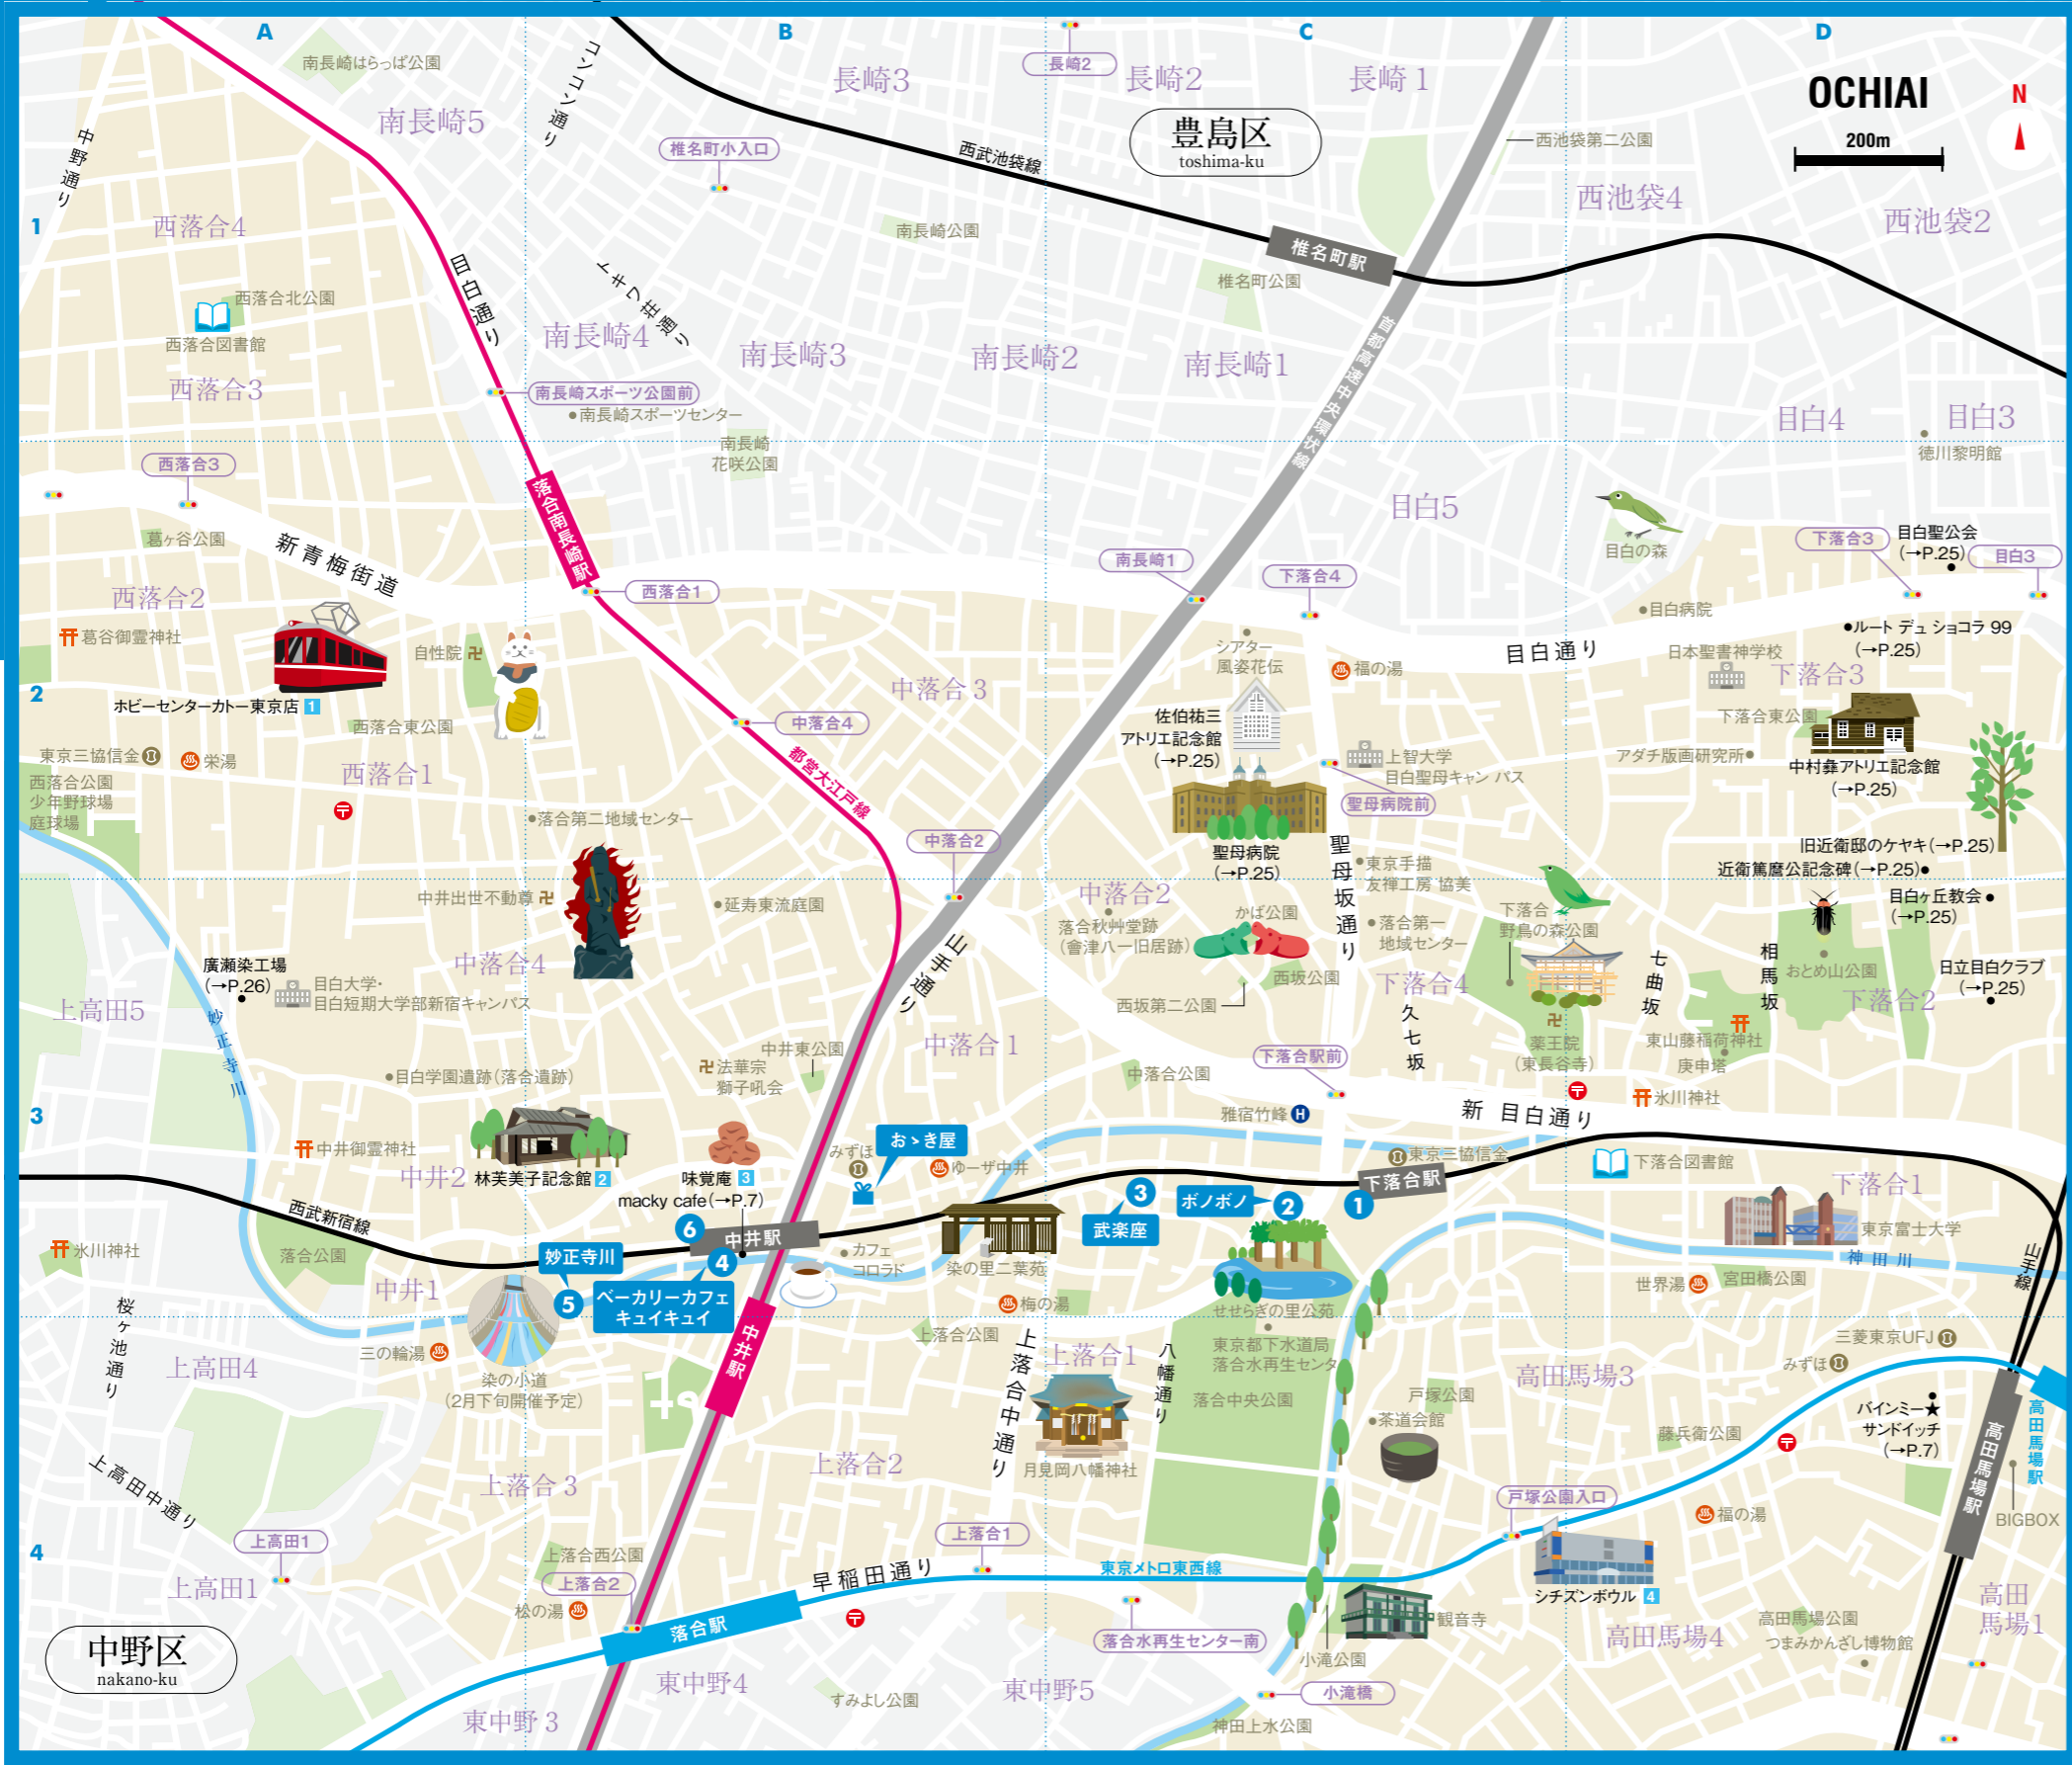 A
B
C
D
1
2
3
4
OCHIAI
N
200m
豊島区
toshima-ku
中野区
nakano-ku
南長崎はらっぱ公園
南長崎5
コンコン通り
長崎3
長崎2
長崎2
長崎1
中野通り
椎名町小入口
西武池袋線
西池袋第二公園
西池袋4
西池袋2
西落合4
目白通り
トキワ荘通り
南長崎公園
椎名町駅
椎名町公園
西落合北公園
西落合図書館
西落合3
南長崎4
南長崎3
南長崎2
南長崎1
首都高速中央環状線
南長崎スポーツ公園前
南長崎スポーツセンター
南長崎
花咲公園
目白4
目白3
徳川黎明館
西落合3
落合南長崎駅
葛ヶ谷公園
新青梅街道
目白5
目白の森
下落合3
目白聖公会
(→P.25)
目白3
西落合2
西落合1
南長崎1
下落合4
目白病院
葛谷御霊神社
自性院
ホビーセンターカトー東京店 1
西落合東公園
中落合3
中落合4
都営大江戸線
シアター
風姿花伝
福の湯
目白通り
日本聖書神学校
ルート デュ ショコラ 99
(→P.25)
下落合3
佐伯祐三
アトリエ記念館
(→P.25)
下落合東公園
アダチ版画研究所
中村彝アトリエ記念館
(→P.25)
上智大学
目白聖母キャンパス
聖母病院前
東京三協信金
栄湯
西落合公園
少年野球場
庭球場
西落合1
落合第二地域センター
中落合2
聖母病院
(→P.25)
聖母坂通り
東京手描
友禅工房 協美
旧近衛邸のケヤキ(→P.25)
近衛篤麿公記念碑(→P.25)
中井出世不動尊
延寿東流庭園
中落合2
落合秋艸堂跡
(會津八一旧居跡)
かば公園
落合第一
地域センター
下落合
野鳥の森公園
目白ヶ丘教会
(→P.25)
廣瀬染工場
(→P.26)
目白大学・
目白短期大学部新宿キャンパス
中落合4
山手通り
西坂公園
西坂第二公園
下落合4
久七坂
七曲坂
相馬坂
おとめ山公園
日立目白クラブ
(→P.25)
下落合2
上高田5
妙正寺川
中落合1
中井東公園
法華宗
獅子吼会
薬王院
(東長谷寺)
東山藤稲荷神社
庚申塔
目白学園遺跡(落合遺跡)
中落合公園
下落合駅前
雅宿竹峰 H
新目白通り
氷川神社
中井御霊神社
中井2
林芙美子記念館 2
味覚庵 3
macky cafe(→P.7)
みずほ
おゝき屋
ゆーザ中井
東京三協信金
下落合駅
下落合図書館
下落合1
西武新宿線
氷川神社
落合公園
6
中井駅
4
妙正寺川
5
ベーカリーカフェ
キュイキュイ
カフェ
コロラド
染の里二葉苑
3
武楽座
ボノボノ
2
1
東京富士大学
神田川
山手線
中井1
桜ヶ池通り
梅の湯
せせらぎの里公苑
世界湯
宮田橋公園
上高田4
三の輪湯
染の小道
(2月下旬開催予定)
中井駅
上落合公園
上落合中通り
上落合1
八幡通り
東京都下水道局
落合水再生センタ
落合中央公園
三菱東京UFJ
みずほ
高田馬場3
戸塚公園
茶道会館
藤兵衛公園
バインミー★
サンドイッチ
(→P.7)
高田馬場駅
高田馬場駅
BIGBOX
上高田中通り
上落合3
上落合2
月見岡八幡神社
戸塚公園入口
福の湯
上高田1
上高田1
上落合西公園
上落合2
松の湯
落合駅
早稲田通り
上落合1
東京メトロ東西線
落合水再生センター南
シチズンボウル 4
観音寺
小滝公園
高田馬場4
高田馬場公園
つまみかんざし博物館
高田
馬場1
東中野4
東中野3
すみよし公園
東中野5
小滝橋
神田上水公園